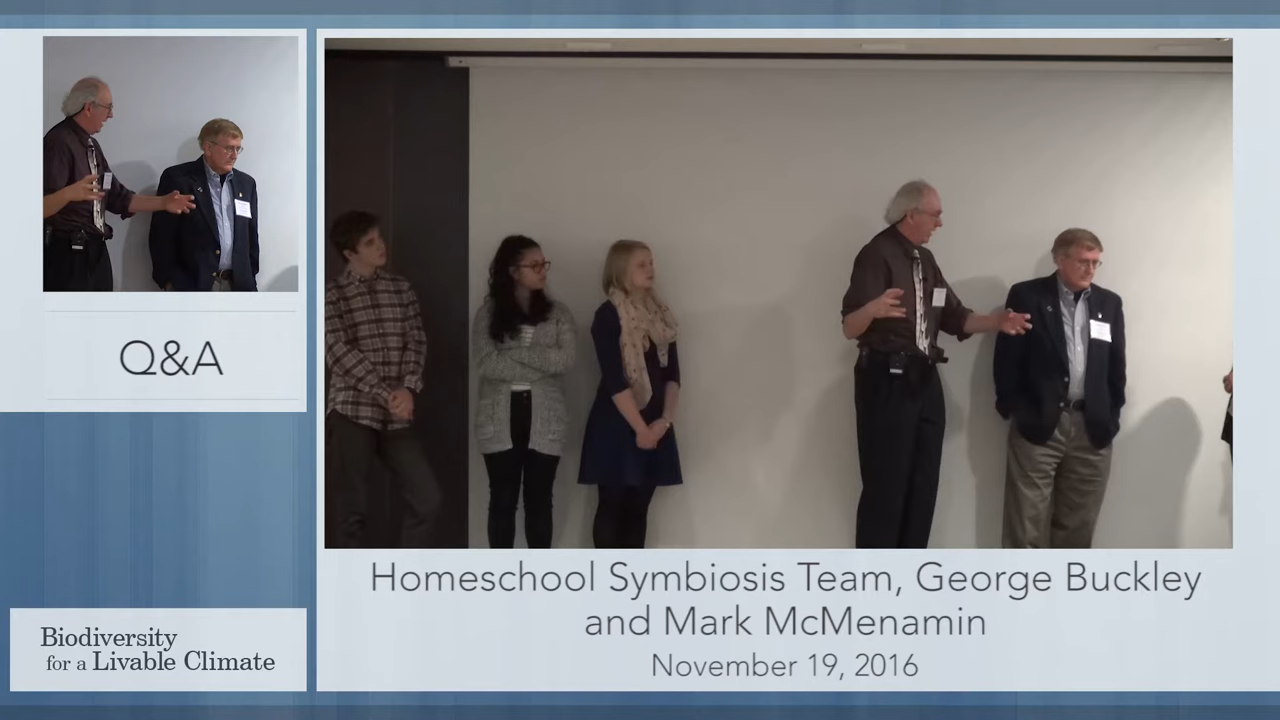 Q&A
Homeschool Symbiosis Team, George Buckley
and Mark McMenamin
November 19, 2016
Biodiversity
for a Livable Climate